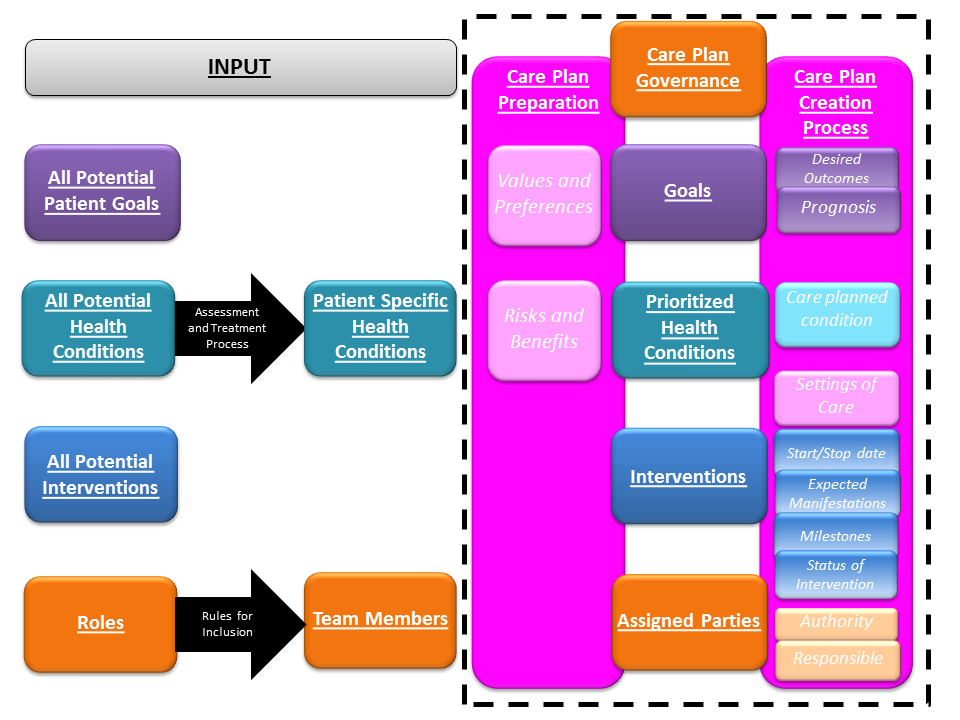 INPUT
All Potential
Patient Goals
All Potential
Health
Conditions
Assessment
and Treatment
Process
Patient Specific
Health
Conditions
All Potential
Interventions
Roles
Rules for
Inclusion
Team Members
Care Plan
Preparation
Values and
Preferences
Risks and
Benefits
Care Plan
Governance
Goals
Prioritized
Health
Conditions
Interventions
Assigned Parties
Care Plan
Creation
Process
Desired
Outcomes
Prognosis
Care planned
condition
Settings of
Care
Start/Stop date
Expected
Manifestations
Milestones
Status of
Intervention
Authority
Responsible